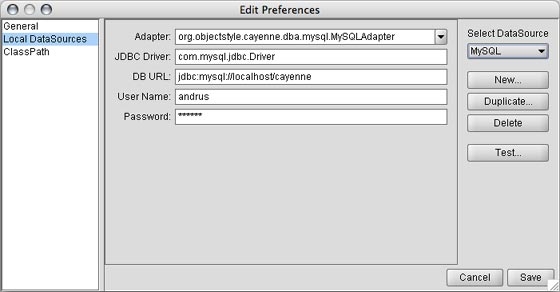 Edit Preferences
General
Local DataSources
ClassPath
Adapter: org.objectstyle.cayenne.dba.mysql.MySQLAdapter
JDBC Driver: com.mysql.jdbc.Driver
DB URL: jdbc:mysql://localhost/cayenne
User Name: andrus
Password: ******
Select DataSource
MySQL
New...
Duplicate...
Delete
Test...
Cancel Save